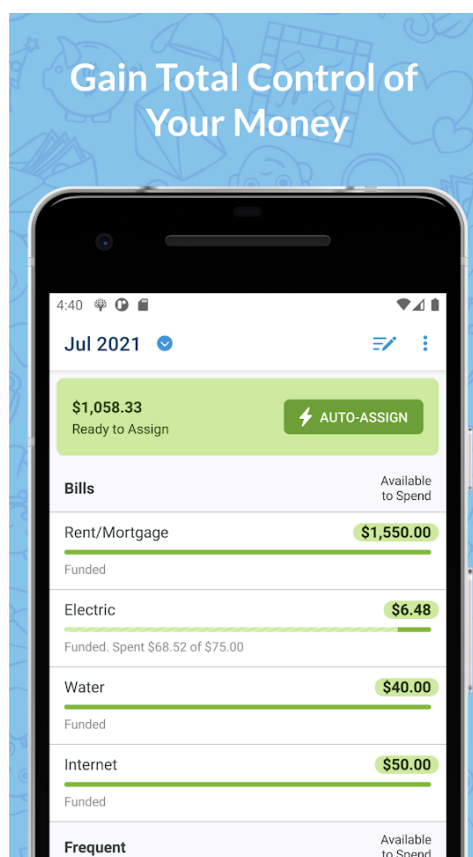 Gain Total Control of
Your Money
4:40
Jul 2021
$1,058.33
Ready to Assign
AUTO-ASSIGN
Bills
Available
to Spend
Rent/Mortgage
$1,550.00
Funded
Electric
$6.48
Funded. Spent $68.52 of $75.00
Water
$40.00
Funded
Internet
$50.00
Funded
Frequent
Available
to Spend